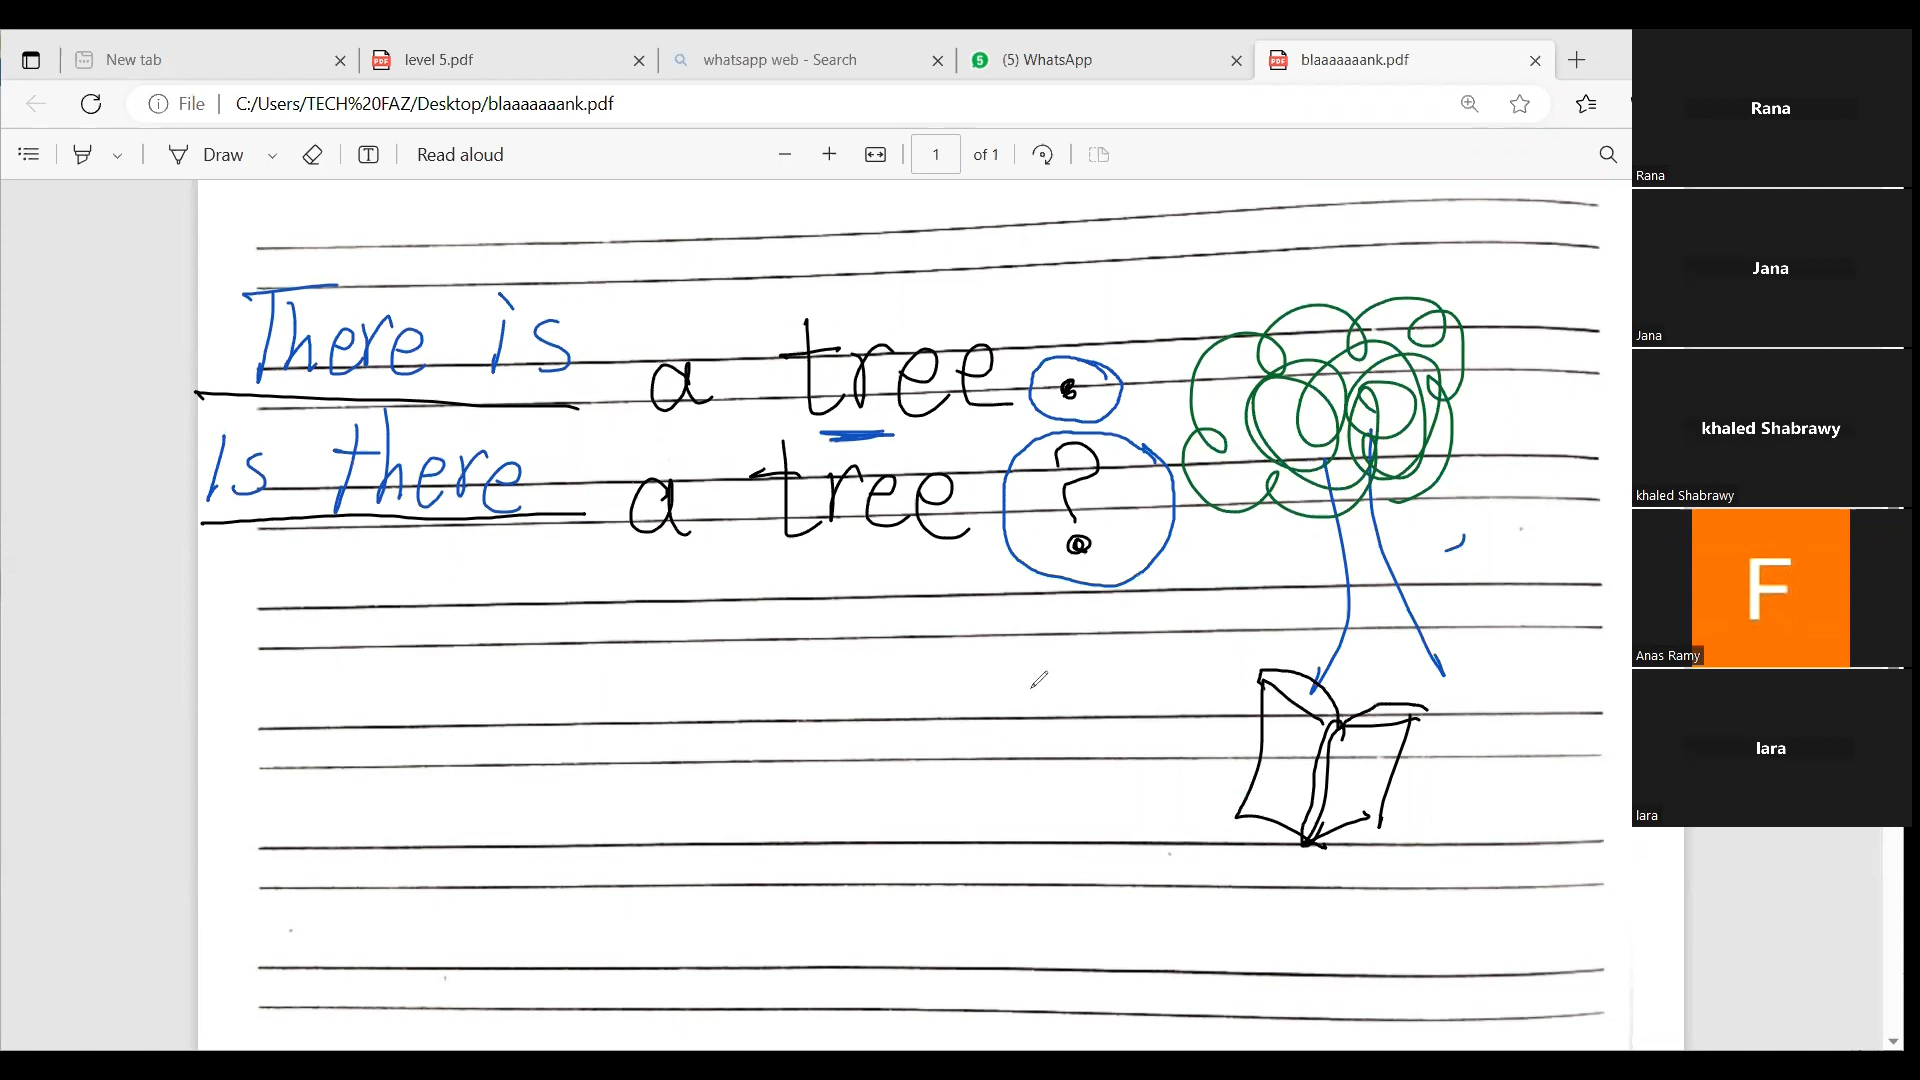 New tab
level 5.pdf
whatsapp web - Search
5 (5) WhatsApp
blaaaaaaank.pdf
File C:/Users/TECH%20FAZ/Desktop/blaaaaaaank.pdf
Draw T Read aloud 1 of 1
There is a tree.
Is there a tree?
Rana
Rana
Jana
Jana
khaled Shabrawy
khaled Shabrawy
F
Anas Ramy
lara
lara